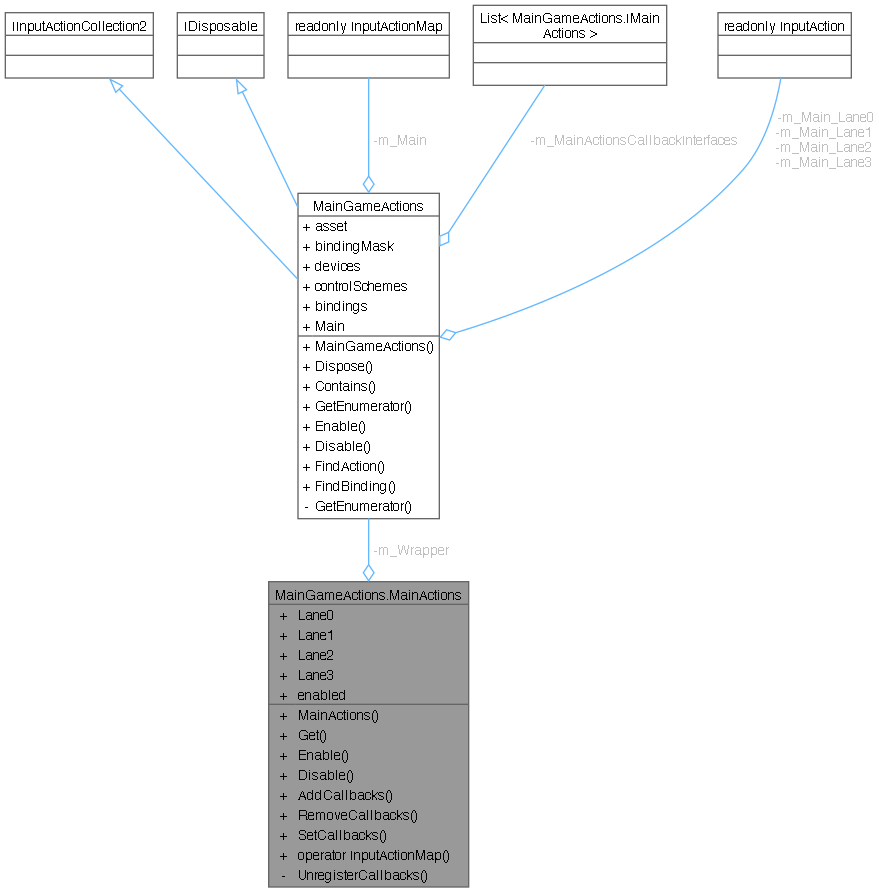 IInputActionCollection2
IDisposable
readonly InputActionMap
List< MainGameActions.IMain
Actions >
readonly InputAction
-m_Main
-m_MainActionsCallbackInterfaces
-m_Main_Lane0
-m_Main_Lane1
-m_Main_Lane2
-m_Main_Lane3
MainGameActions
+ asset
+ bindingMask
+ devices
+ controlSchemes
+ bindings
+ Main
+ MainGameActions()
+ Dispose()
+ Contains()
+ GetEnumerator()
+ Enable()
+ Disable()
+ FindAction()
+ FindBinding()
- GetEnumerator()
-m_Wrapper
MainGameActions.MainActions
+ Lane0
+ Lane1
+ Lane2
+ Lane3
+ enabled
+ MainActions()
+ Get()
+ Enable()
+ Disable()
+ AddCallbacks()
+ RemoveCallbacks()
+ SetCallbacks()
+ operator InputActionMap()
- UnregisterCallbacks()